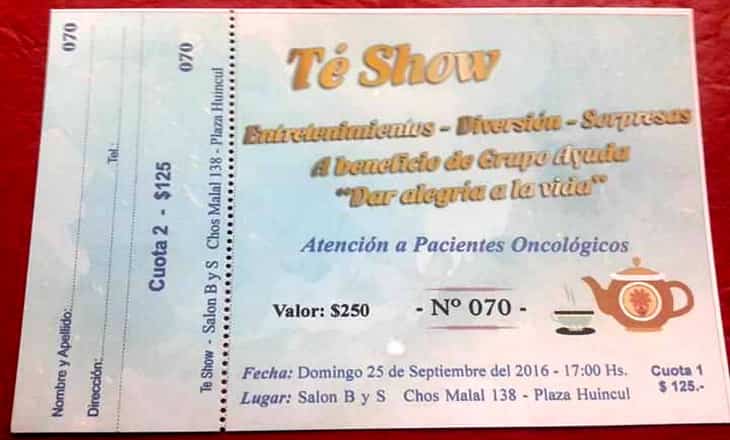 070
Nombre y Apellido:
Dirección:
Tel.:
Cuota 2 - $125
070
Te Show - Salon B y S Chos Malal 138 - Plaza Huincul
Té Show
Entretenimientos - Diversión - Sorpresas
A beneficio de Grupo Ayuda
"Dar alegria a la vida"
Atención a Pacientes Oncológicos
Valor: $250
- Nº 070 -
Fecha: Domingo 25 de Septiembre del 2016 - 17:00 Hs.
Lugar: Salon B y S Chos Malal 138 - Plaza Huincul
Cuota 1
$ 125.-